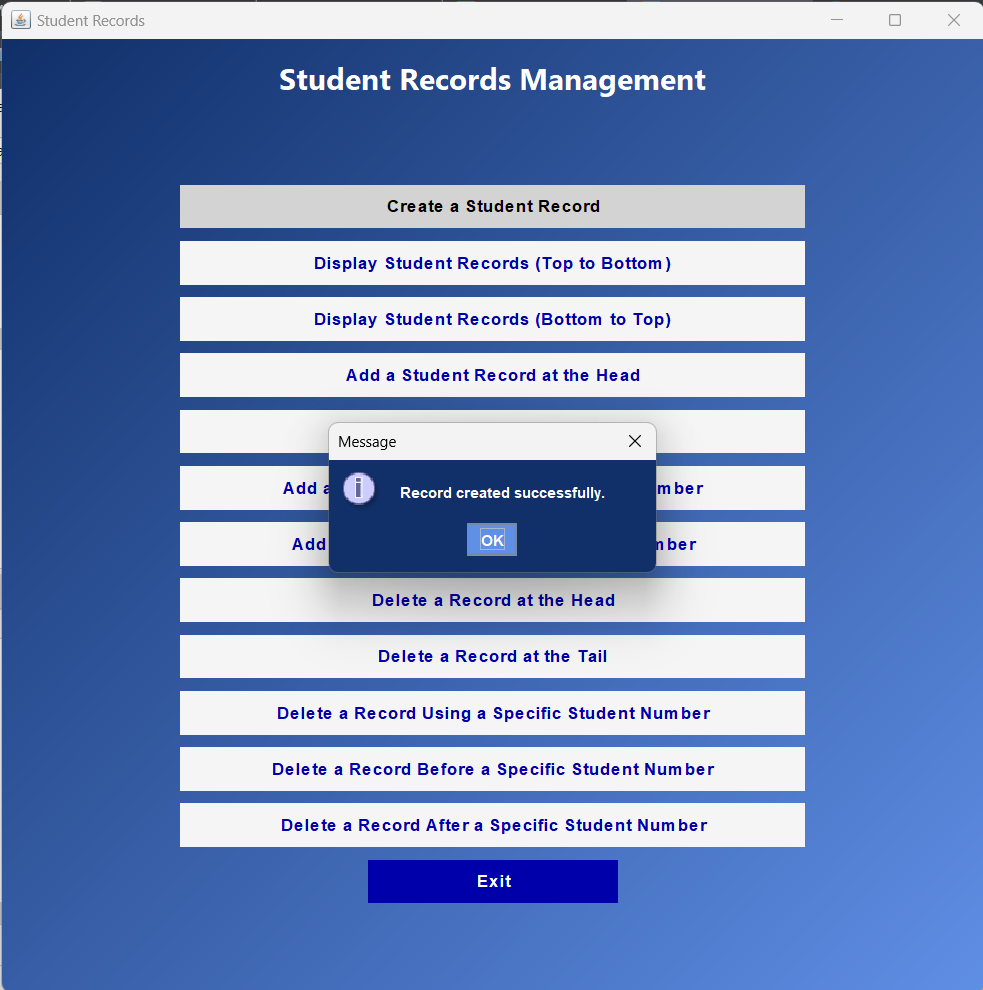 Student Records
Student Records Management
Create a Student Record
Display Student Records (Top to Bottom)
Display Student Records (Bottom to Top)
Add a Student Record at the Head
Message
Add a
Record created successfully.
OK
Add
Delete a Record at the Head
Delete a Record at the Tail
Delete a Record Using a Specific Student Number
Delete a Record Before a Specific Student Number
Delete a Record After a Specific Student Number
Exit